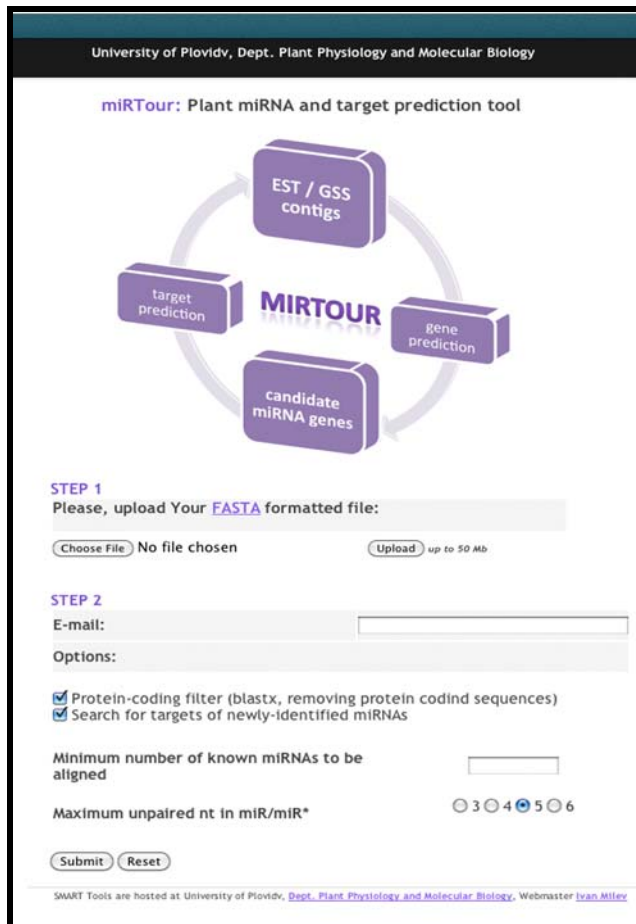 University of Plovidv, Dept. Plant Physiology and Molecular Biology
miRTour: Plant miRNA and target prediction tool
EST / GSS
contigs
target
prediction
MIRTOUR
gene
prediction
candidate
miRNA genes
STEP 1
Please, upload Your FASTA formatted file:
Choose File No file chosen Upload up to 50 Mb
STEP 2
E-mail:
Options:
Protein-coding filter (blastx, removing protein codind sequences)
Search for targets of newly-identified miRNAs
Minimum number of known miRNAs to be
aligned
Maximum unpaired nt in miR/miR* 3 4 5 6
Submit Reset
SMART Tools are hosted at University of Plovidv, Dept. Plant Physiology and Molecular Biology, Webmaster Ivan Milev